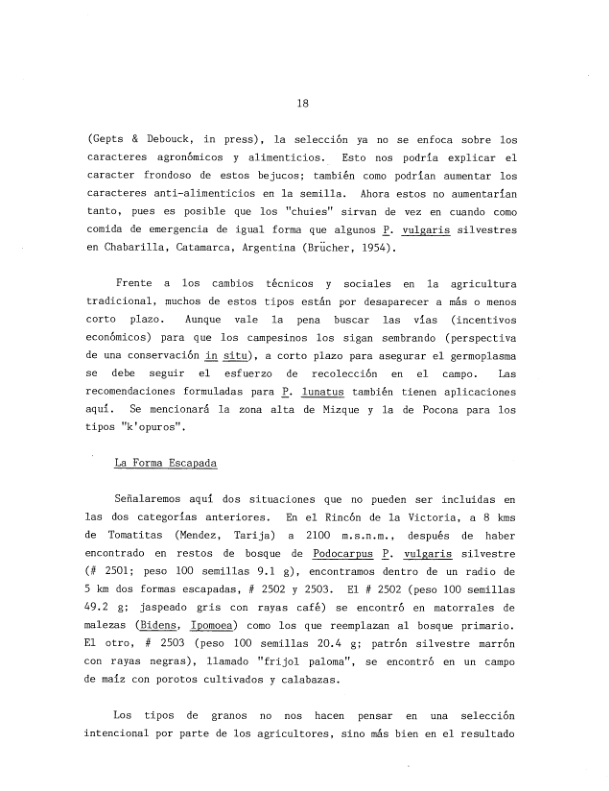 18
(Gepts & Debouck, in press), la selección ya no se enfoca sobre los
caracteres agronómicos y alimenticios. Esto nos podría explicar el
caracter frondoso de estos bejucos; también como podrían aumentar los
caracteres anti-alimenticios en la semilla. Ahora estos no aumentarían
tanto, pues es posible que los "chuies" sirvan de vez en cuando como
comida de emergencia de igual forma que algunos P. vulgaris silvestres
en Chabarilla, Catamarca, Argentina (Brücher, 1954).
Frente a los cambios técnicos y sociales en la agricultura
tradicional, muchos de estos tipos están por desaparecer a más o menos
corto plazo. Aunque vale la pena buscar las vías (incentivos
económicos) para que los campesinos los sigan sembrando (perspectiva
de una conservación in situ), a corto plazo para asegurar el germoplasma
se debe seguir el esfuerzo de recolección en el campo. Las
recomendaciones formuladas para P. lunatus también tienen aplicaciones
aquí. Se mencionará la zona alta de Mizque y la de Pocona para los
tipos "k'opuros".
La Forma Escapada
Señalaremos aquí dos situaciones que no pueden ser incluidas en
las dos categorías anteriores. En el Rincón de la Victoria, a 8 kms
de Tomatitas (Mendez, Tarija) a 2100 m.s.n.m., después de haber
encontrado en restos de bosque de Podocarpus P. vulgaris silvestre
(# 2501; peso 100 semillas 9.1 g), encontramos dentro de un radio de
5 km dos formas escapadas, # 2502 y 2503. El # 2502 (peso 100 semillas
49.2 g; jaspeado gris con rayas café) se encontró en matorrales de
malezas (Bidens, Ipomoea) como los que reemplazan al bosque primario.
El otro, # 2503 (peso 100 semillas 20.4 g; patrón silvestre marrón
con rayas negras), llamado "frijol paloma", se encontró en un campo
de maíz con porotos cultivados y calabazas.
Los tipos de granos no nos hacen pensar en una selección
intencional por parte de los agricultores, sino más bien en el resultado